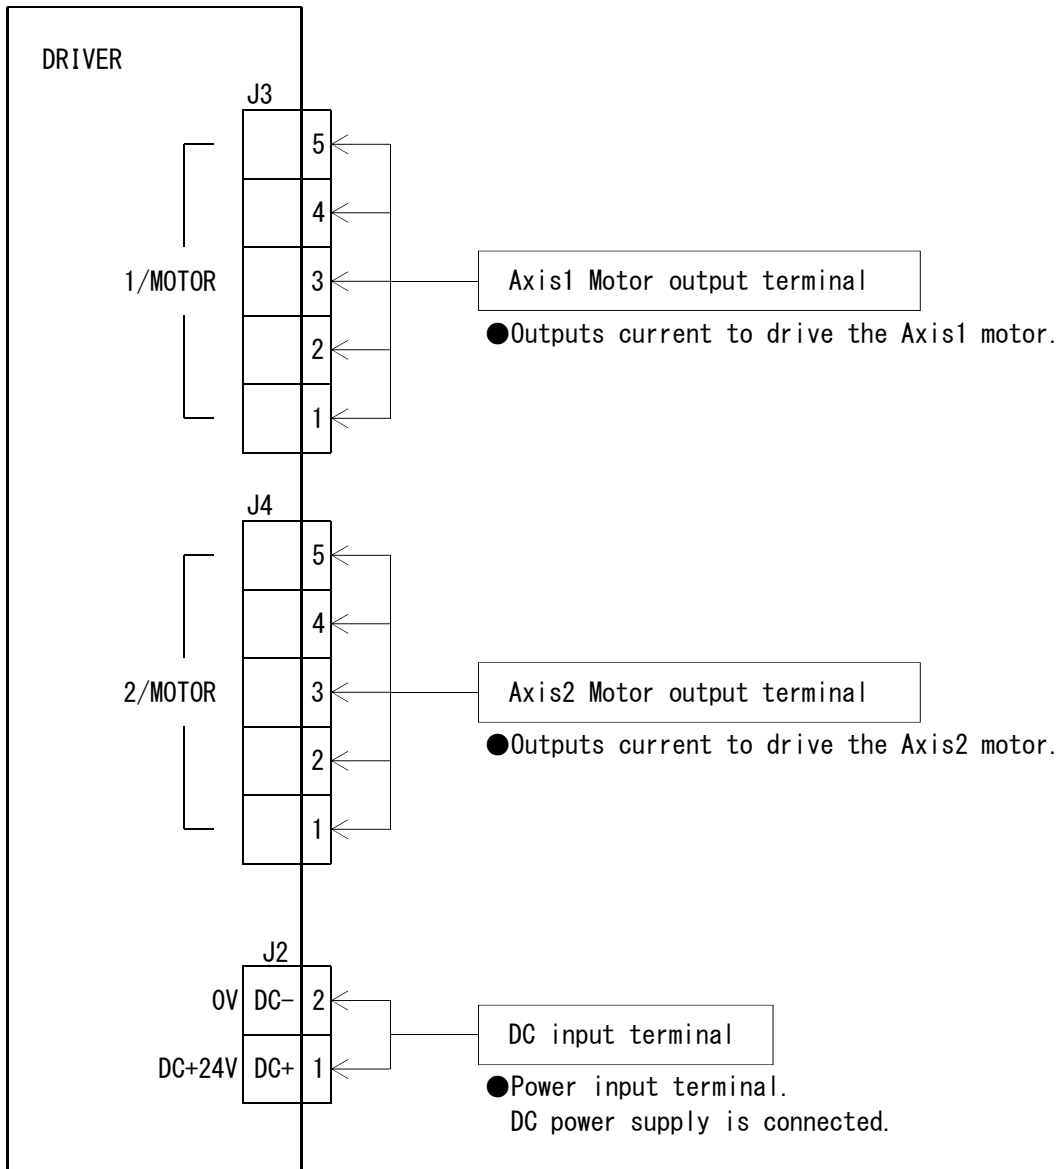 DRIVER
J3
5
4
1/MOTOR 3 Axis1 Motor output terminal
●Outputs current to drive the Axis1 motor.
2
1
J4
5
4
2/MOTOR 3 Axis2 Motor output terminal
●Outputs current to drive the Axis2 motor.
2
1
J2
0V DC− 2
DC input terminal
DC+24V DC+ 1
●Power input terminal.
DC power supply is connected.